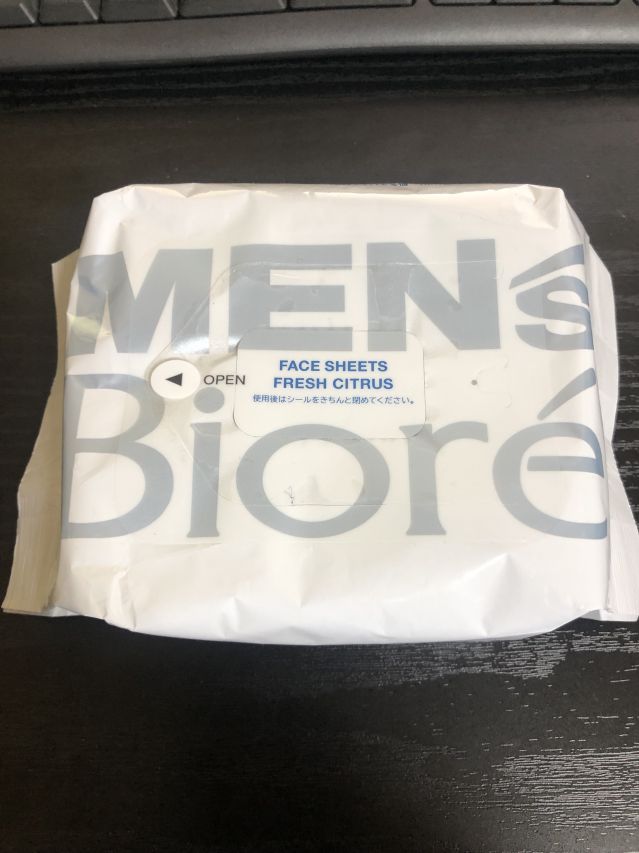 MEN's
Bioré
OPEN
FACE SHEETS
FRESH CITRUS
使用後はシールをきちんと閉めてください。